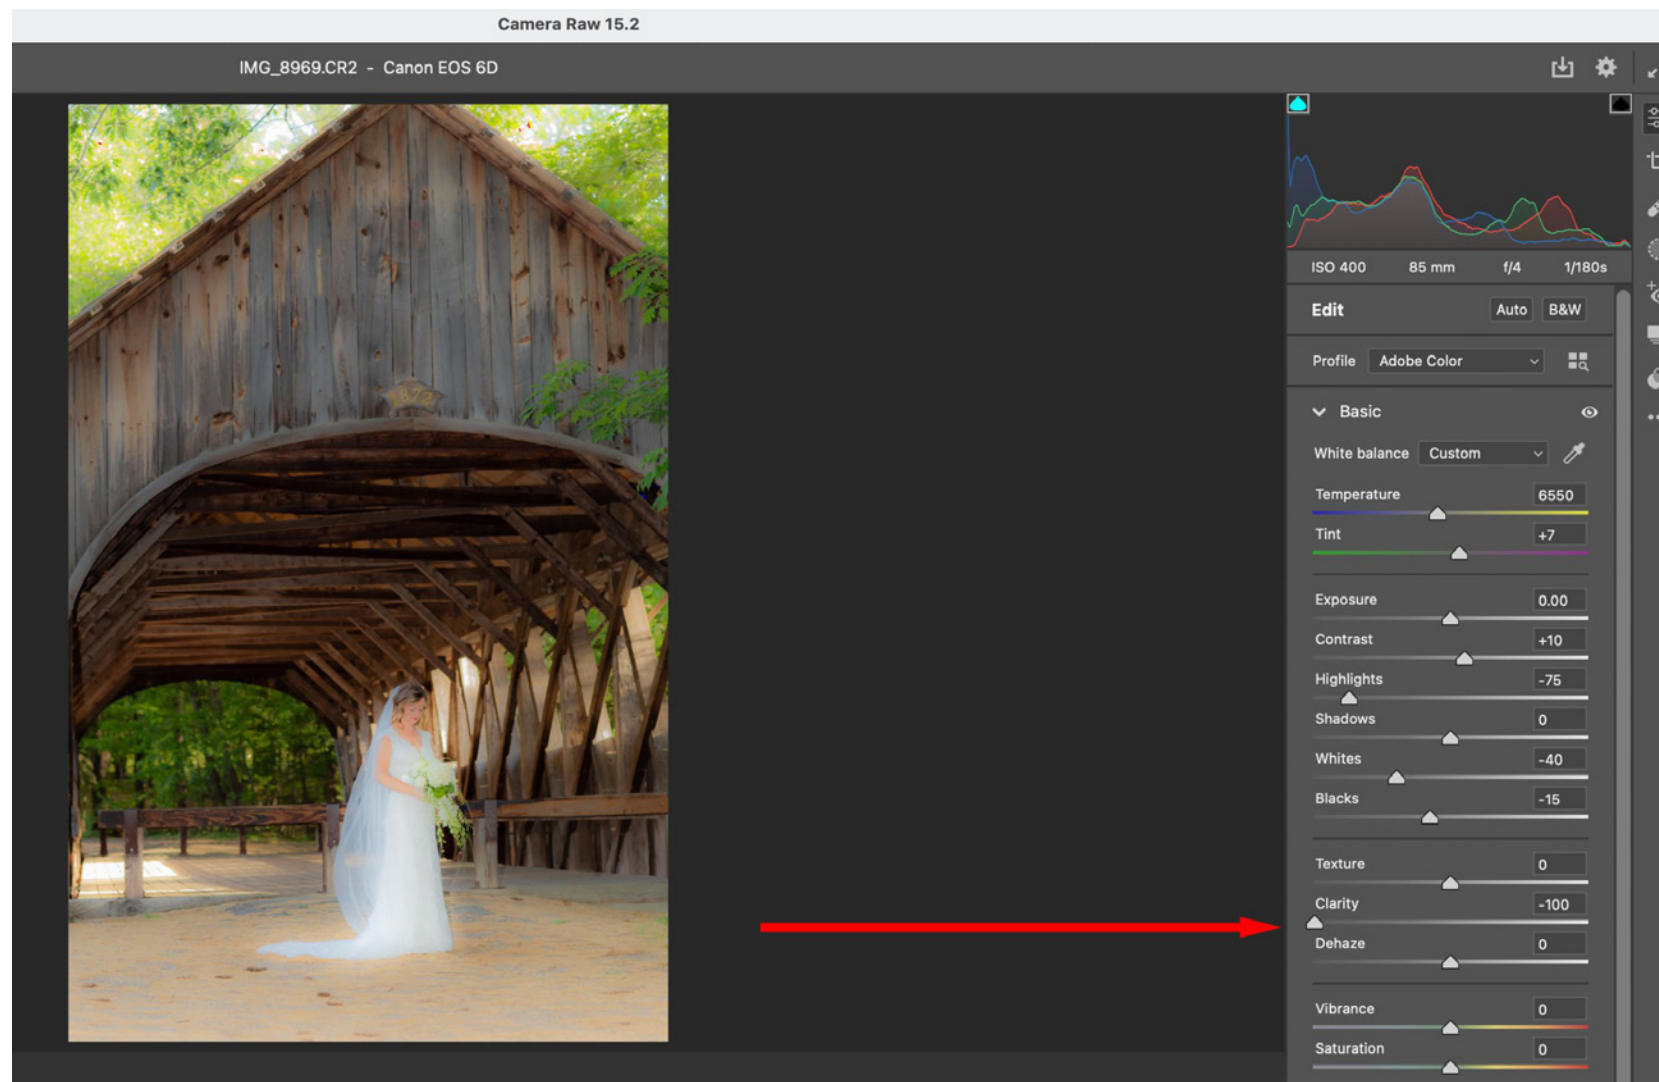 Camera Raw 15.2
IMG_8969.CR2 - Canon EOS 6D
ISO 400 85 mm f/4 1/180s
Edit Auto B&W
Profile Adobe Color
Basic
White balance Custom
Temperature 6550
Tint +7
Exposure 0.00
Contrast +10
Highlights -75
Shadows 0
Whites -40
Blacks -15
Texture 0
Clarity -100
Dehaze 0
Vibrance 0
Saturation 0
1872